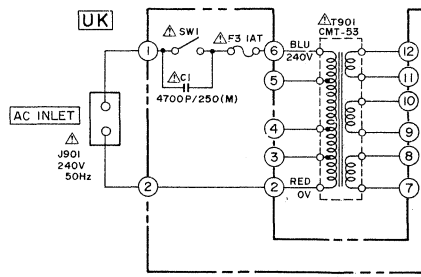 UK
⚠SW1
⚠F3 1AT
⚠T901
CMT-53
1
6
BLU
240V
12
⚠C1
4700P/250(M)
5
11
AC INLET
10
⚠
J901
240V
50Hz
4
9
3
8
2
2
RED
0V
7